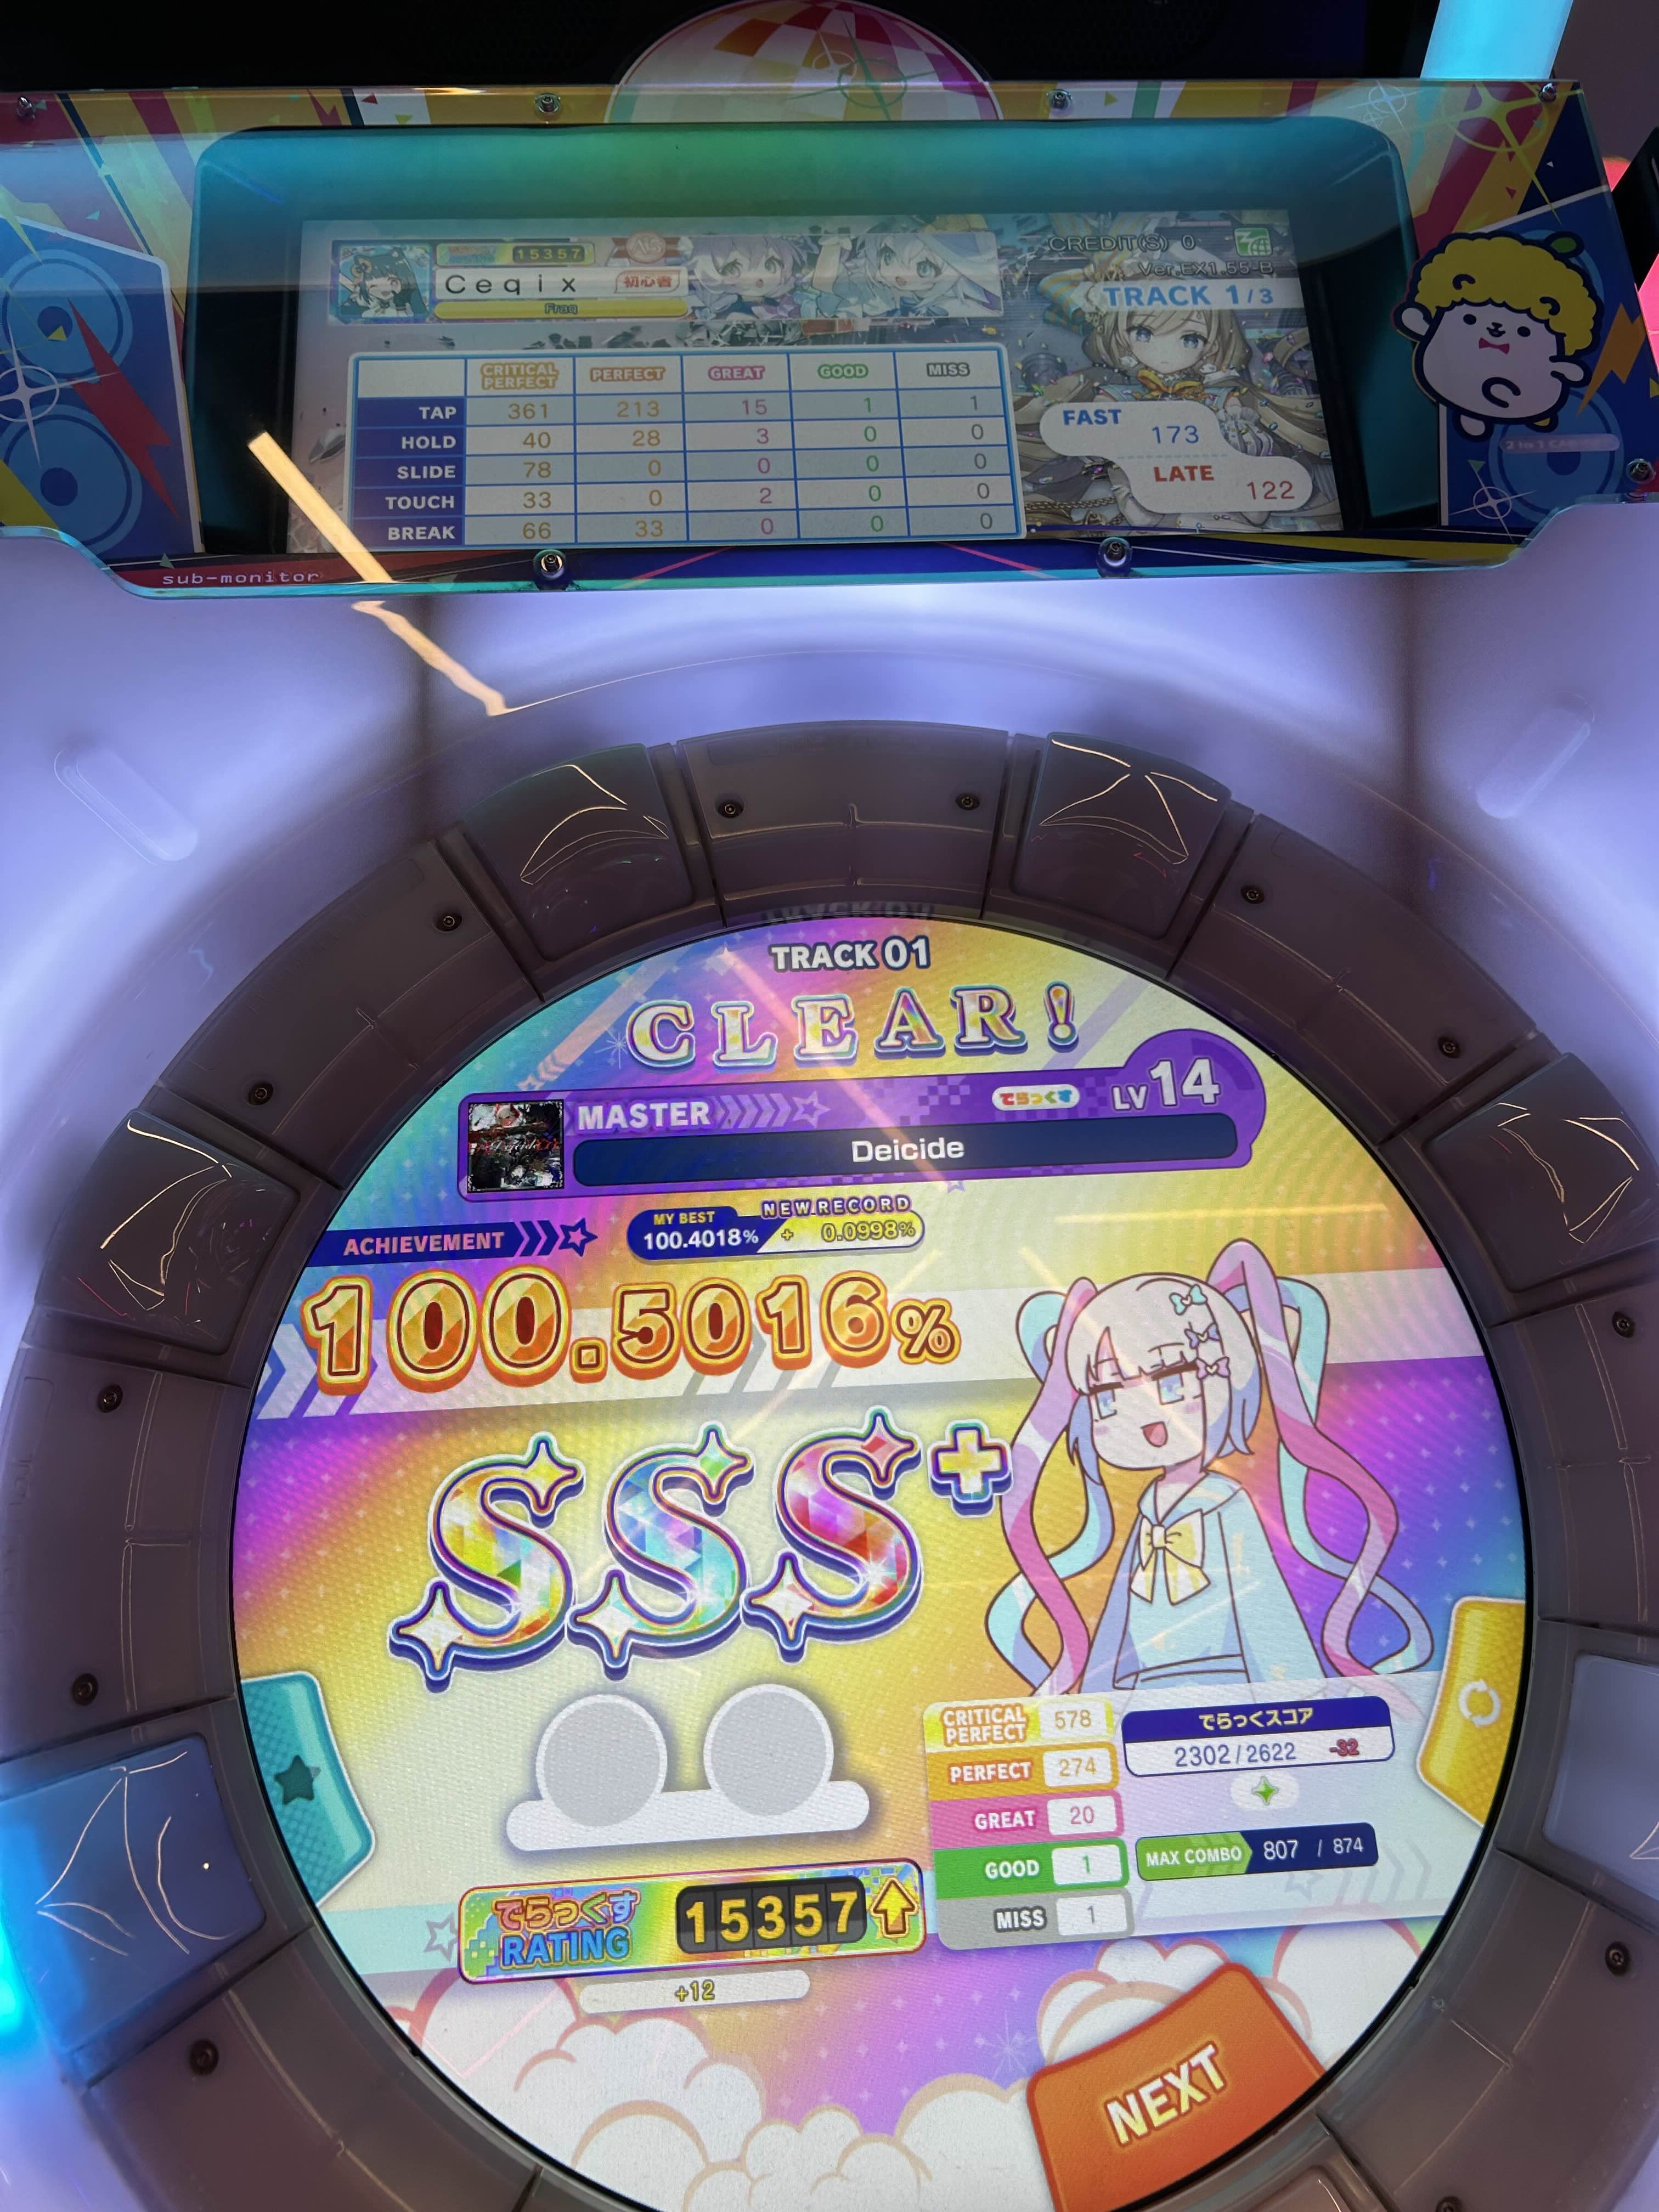 CREDIT(S) 0
15357
Ver.EX1.55-B
Ceqix
初心者
TRACK 1/3
Frag
CRITICAL PERFECT PERFECT GREAT GOOD MISS
TAP 361 213 15 1 1
HOLD 40 28 3 0 0
SLIDE 78 0 0 0 0
TOUCH 33 0 2 0 0
BREAK 66 33 0 0 0
FAST
173
LATE
122
sub-monitor
TRACK 01
CLEAR!
MASTER
でらっくす
LV 14
Deicide
ACHIEVEMENT
MY BEST
NEW RECORD
100.4018% + 0.0998%
100.5016%
SSS+
CRITICAL PERFECT 578
PERFECT 274
GREAT 20
GOOD 1
MISS 1
でらっくスコア
2302/2622 -32
MAX COMBO 807 / 874
でらっくす
RATING
15357
+12
NEXT